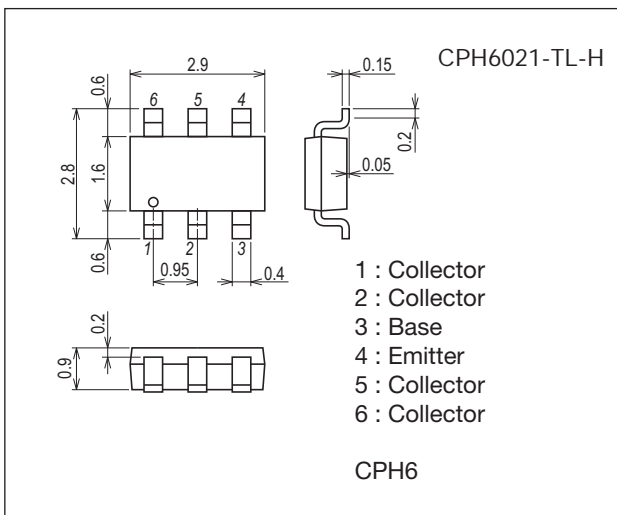 CPH6021-TL-H
2.9
0.15
0.6
6 5 4
0.2
2.8
1.6
0.05
0.6
1 2 3
0.95
0.4
0.2
0.9
1 : Collector
2 : Collector
3 : Base
4 : Emitter
5 : Collector
6 : Collector
CPH6